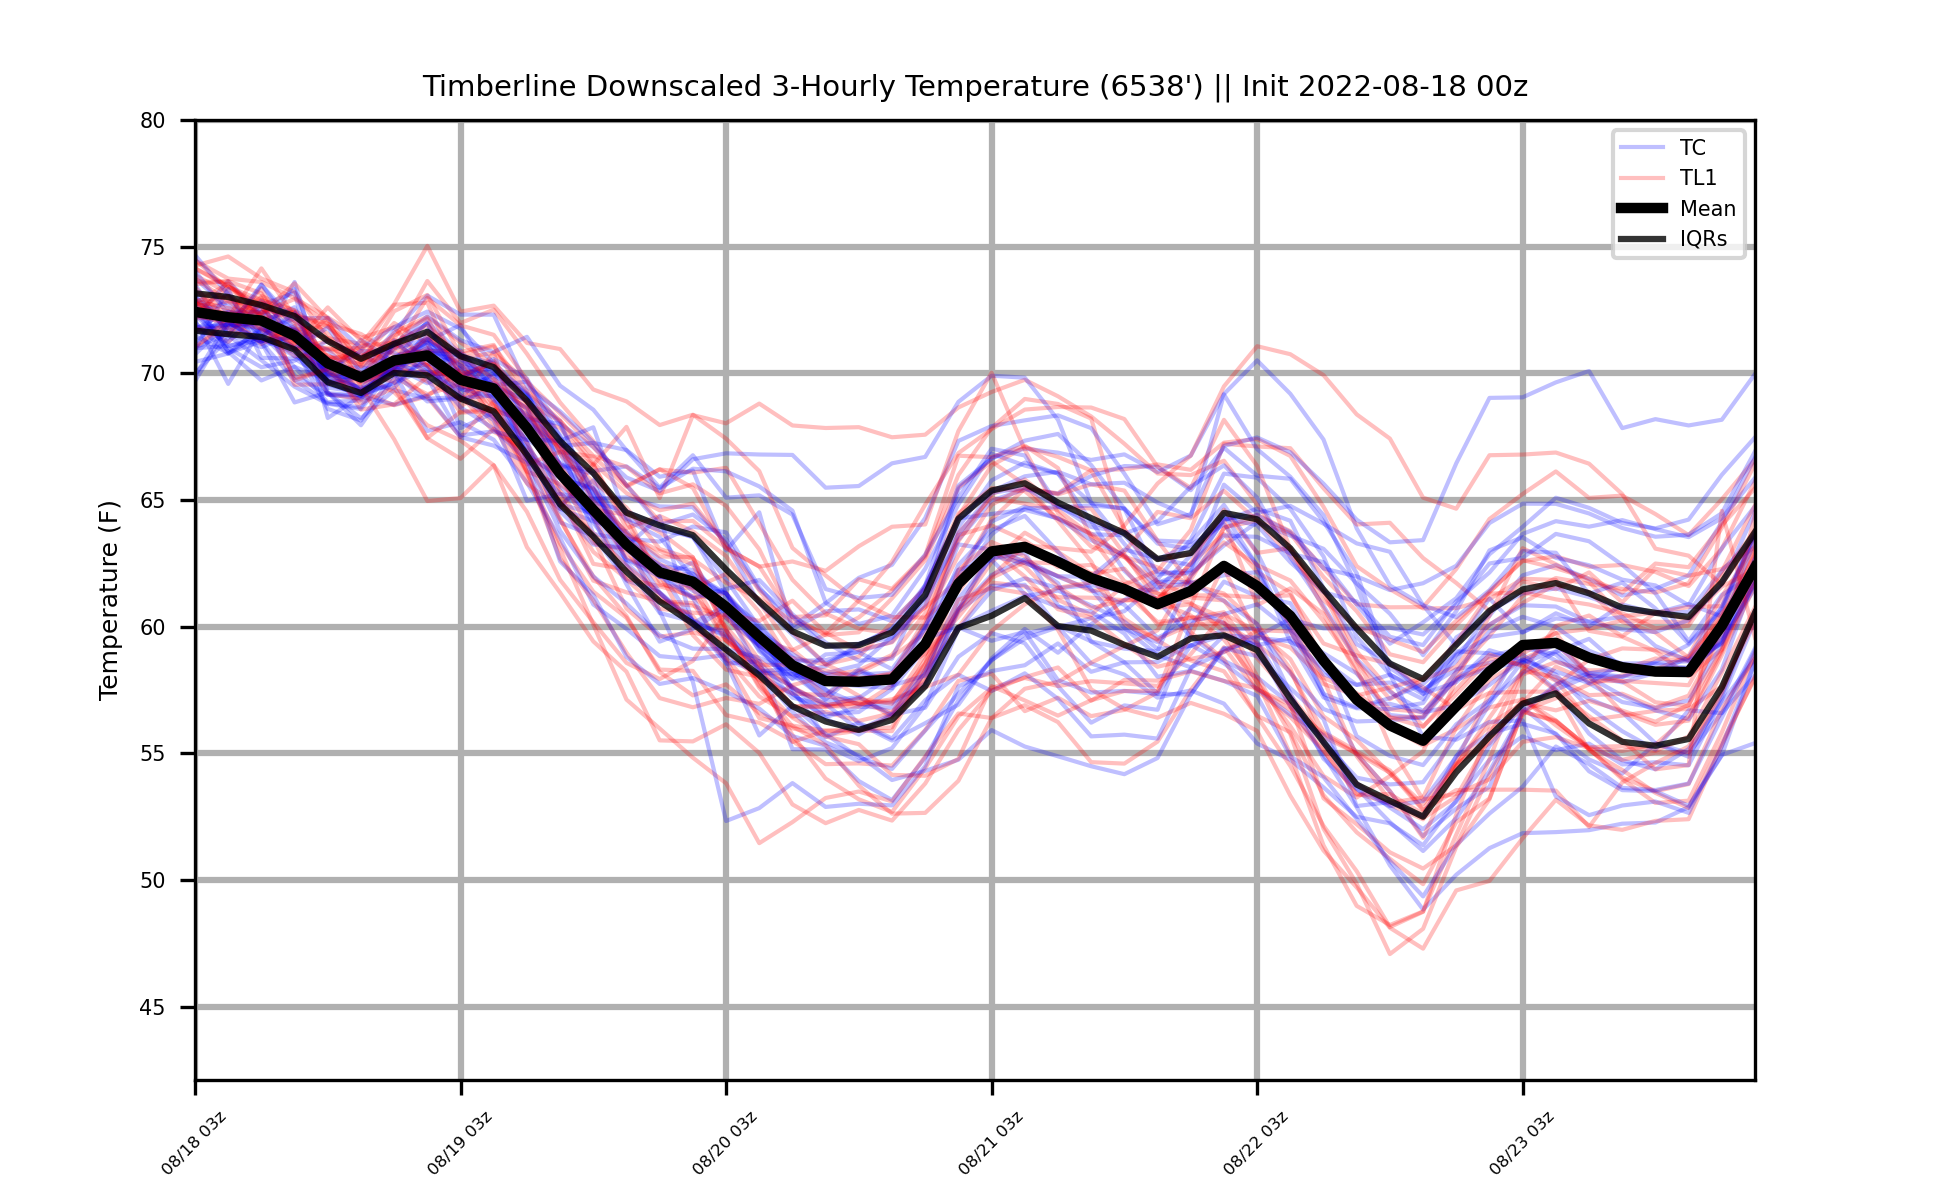 Timberline Downscaled 3-Hourly Temperature (6538') || Init 2022-08-18 00z
TC
TL1
Mean
IQRs
Temperature (F)
80
75
70
65
60
55
50
45
08/18 03z
08/19 03z
08/20 03z
08/21 03z
08/22 03z
08/23 03z